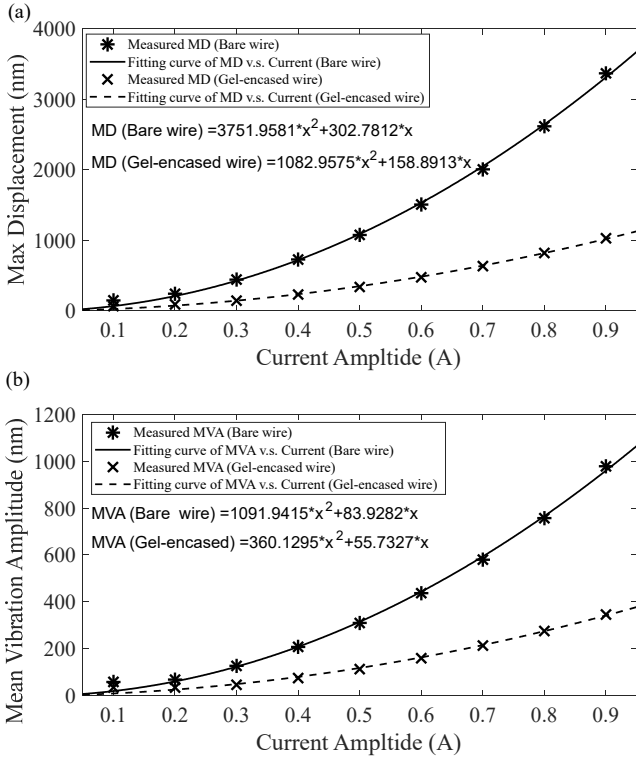 (a)
4000
3000
2000
1000
0
Max Displacement (nm)
Measured MD (Bare wire)
Fitting curve of MD v.s. Current (Bare wire)
Measured MD (Gel-encased wire)
Fitting curve of MD v.s. Current (Gel-encased wire)
MD (Bare wire) =3751.9581*x^2+302.7812*x
MD (Gel-encased wire) =1082.9575*x^2+158.8913*x
0.1 0.2 0.3 0.4 0.5 0.6 0.7 0.8 0.9
Current Ampltide (A)
(b)
1200
1000
800
600
400
200
0
Mean Vibration Amplitude (nm)
Measured MVA (Bare wire)
Fitting curve of MVA v.s. Current (Bare wire)
Measured MVA (Gel-encased wire)
Fitting curve of MVA v.s. Current (Gel-encased wire)
MVA (Bare wire) =1091.9415*x^2+83.9282*x
MVA (Gel-encased) =360.1295*x^2+55.7327*x
0.1 0.2 0.3 0.4 0.5 0.6 0.7 0.8 0.9
Current Ampltide (A)